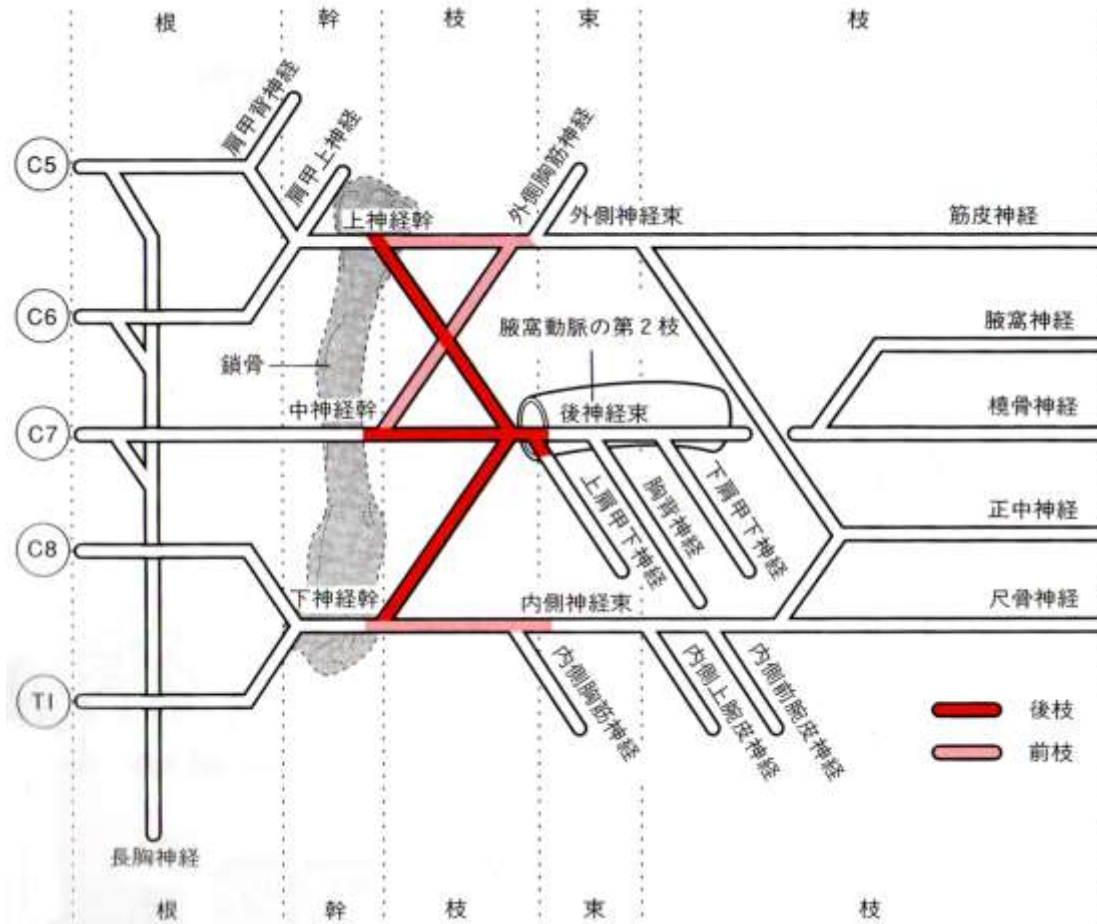 根 幹 枝 束 枝
肩甲背神経
肩甲上神経
外側胸筋神経
C5
上神経幹
外側神経束
筋皮神経
C6
腋窩動脈の第2枝
腋窩神経
鎖骨
C7
中神経幹
後神経束
橈骨神経
上肩甲下神経
胸背神経
下肩甲下神経
正中神経
C8
下神経幹
内側神経束
尺骨神経
内側胸筋神経
内側上腕皮神経
内側前腕皮神経
T1
後枝
前枝
長胸神経
根 幹 枝 束 枝